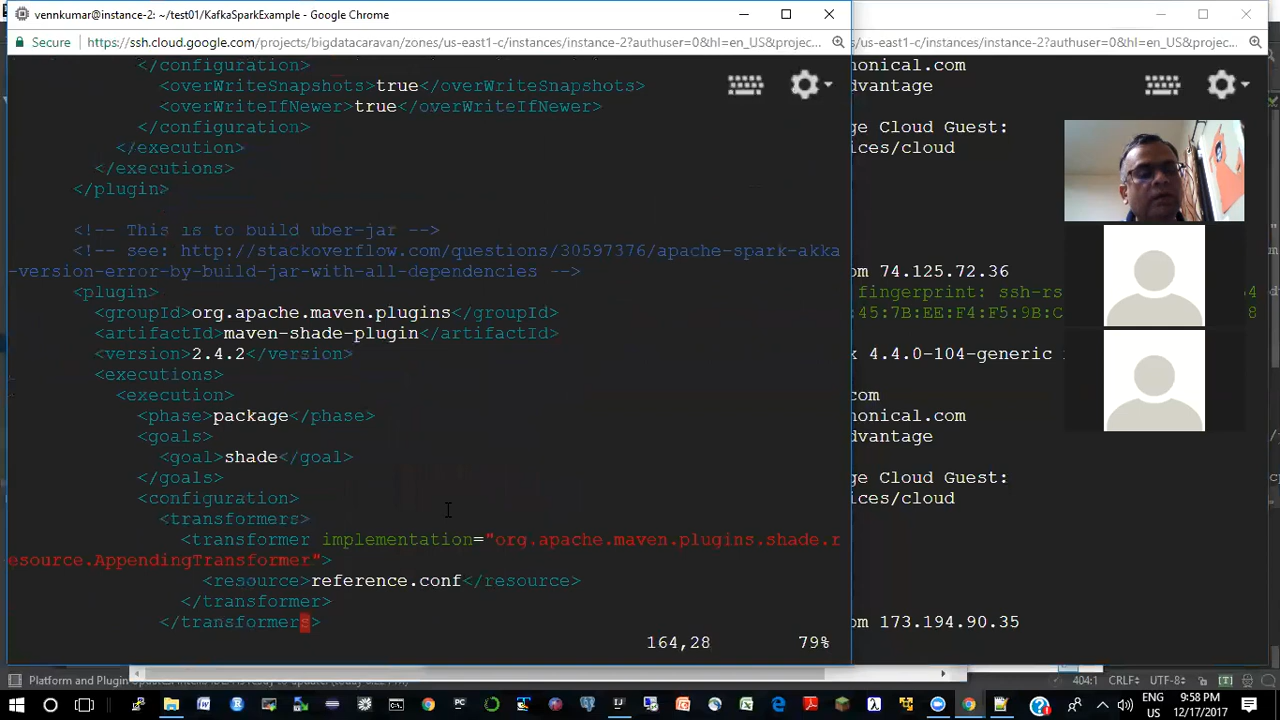 vennkumar@instance-2: ~/test01/KafkaSparkExample - Google Chrome
Secure
https://ssh.cloud.google.com/projects/bigdatacaravan/zones/us-east1-c/instances/instance-2?authuser=0&hl=en_US&projec...
</configuration>
<overWriteSnapshots>true</overWriteSnapshots>
<overWriteIfNewer>true</overWriteIfNewer>
</configuration>
</execution>
</executions>
</plugin>
<!-- This is to build uber-jar -->
<!-- see: http://stackoverflow.com/questions/30597376/apache-spark-akka
-version-error-by-build-jar-with-all-dependencies -->
<plugin>
<groupId>org.apache.maven.plugins</groupId>
<artifactId>maven-shade-plugin</artifactId>
<version>2.4.2</version>
<executions>
<execution>
<phase>package</phase>
<goals>
<goal>shade</goal>
</goals>
<configuration>
<transformers>
<transformer implementation="org.apache.maven.plugins.shade.r
esource.AppendingTransformer">
<resource>reference.conf</resource>
</transformer>
</transformers>
164,28 79%
/us-east1-c/instances/instance-2?authuser=0&hl=en_US&projec...
onical.com
dvantage
ge Cloud Guest:
ices/cloud
om 74.125.72.36
fingerprint: ssh-rs
:45:7B:EE:F4:F5:9B:C
x 4.4.0-104-generic
com
onical.com
dvantage
ge Cloud Guest:
ices/cloud
om 173.194.90.35
Platform and Plugin
404:1 CRLF÷ UTF-8÷
ENG
US
9:58 PM
12/17/2017